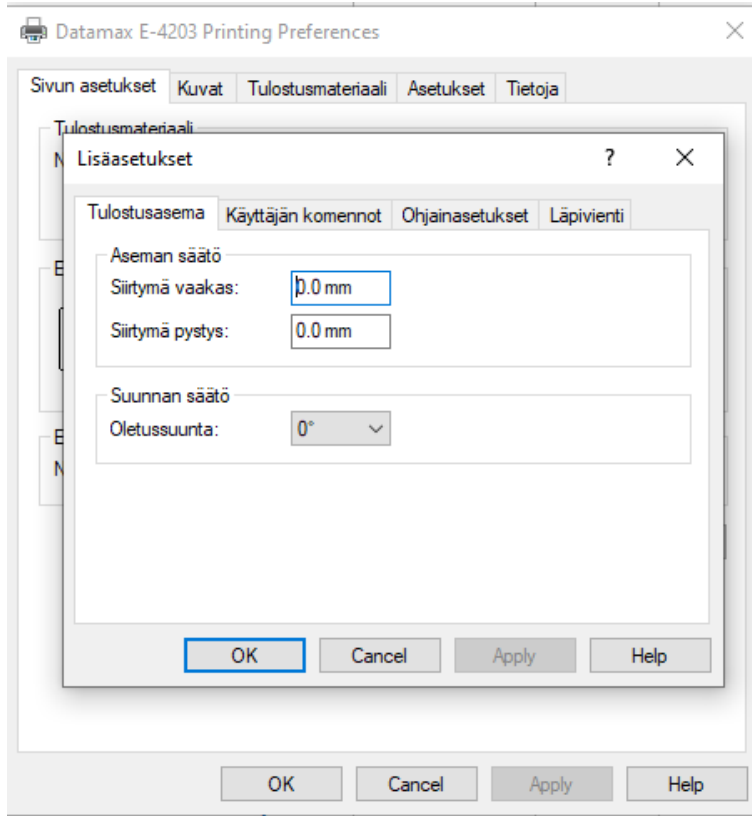 Datamax E-4203 Printing Preferences
Sivun asetukset Kuvat Tulostusmateriaali Asetukset Tietoja
Tulostusmateriaali
N
Lisäasetukset ?
Tulostusasema Käyttäjän komennot Ohjainasetukset Läpivienti
Aseman säätö
E
Siirtymä vaakas: 0.0 mm
Siirtymä pystys: 0.0 mm
Suunnan säätö
Oletussuunta: 0°
E
N
OK Cancel Apply Help
OK Cancel Apply Help